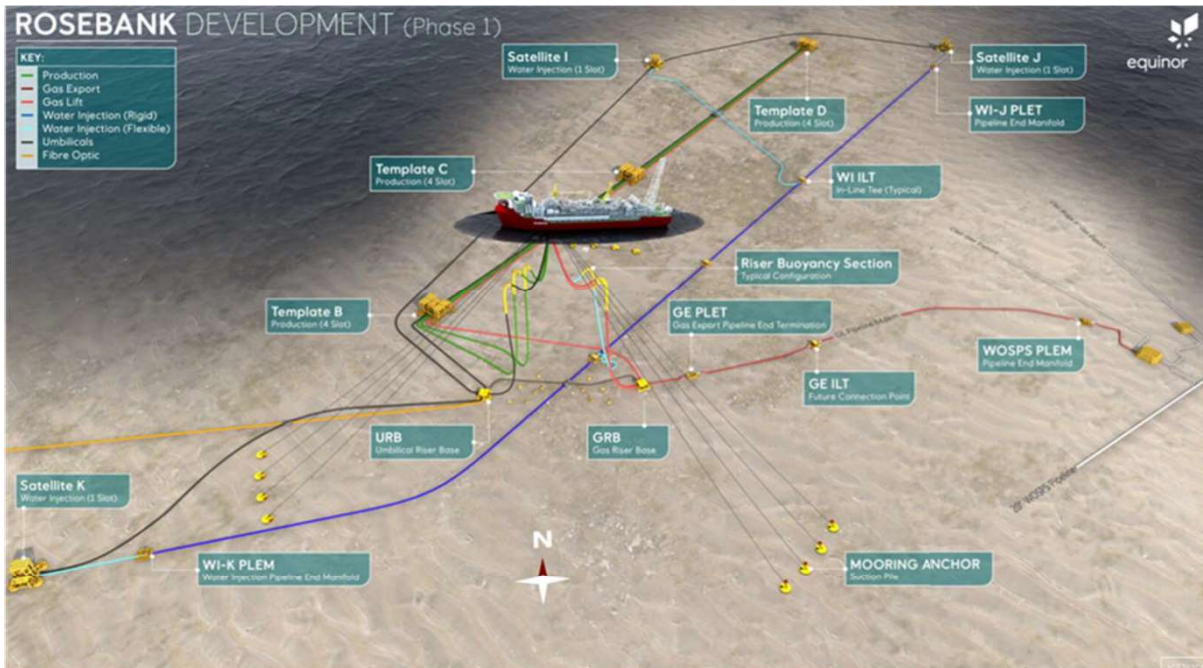 ROSEBANK DEVELOPMENT (Phase 1)
equinor
KEY:
Production
Gas Export
Gas Lift
Water Injection (Rigid)
Water Injection (Flexible)
Umbilicals
Fibre Optic
Satellite I
Water Injection (1 Slot)
Satellite J
Water Injection (1 Slot)
Template D
Production (4 Slot)
WI-J PLET
Pipeline End Manifold
Template C
Production (4 Slot)
WI ILT
In-Line Tee (Typical)
Riser Buoyancy Section
Typical Configuration
Template B
Production (4 Slot)
GE PLET
Gas Export Pipeline End Termination
WOSPS PLEM
Pipeline End Manifold
GE ILT
Future Connection Point
URB
Umbilical Riser Base
GRB
Gas Riser Base
Satellite K
Water Injection (1 Slot)
WI-K PLEM
Water Injection Pipeline End Manifold
N
MOORING ANCHOR
Suction Pile